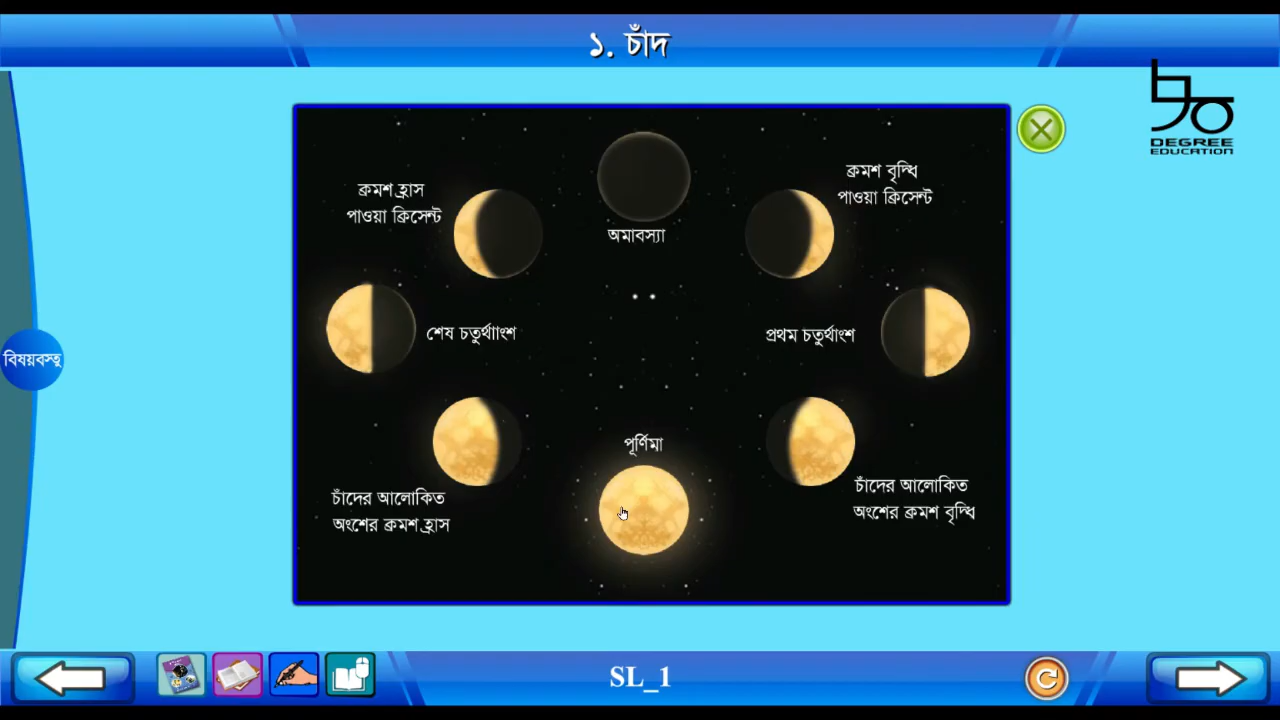 ১. চাঁদ
DEGREE
EDUCATION
ক্রমশ হ্রাস
পাওয়া ক্রিসেন্ট
অমাবস্যা
ক্রমশ বৃদ্ধি
পাওয়া ক্রিসেন্ট
শেষ চতুর্থাাংশ
প্রথম চতুর্থাংশ
বিষয়বস্তু
পূর্ণিমা
চাঁদের আলোকিত
অংশের ক্রমশ হ্রাস
চাঁদের আলোকিত
অংশের ক্রমশ বৃদ্ধি
SL_1